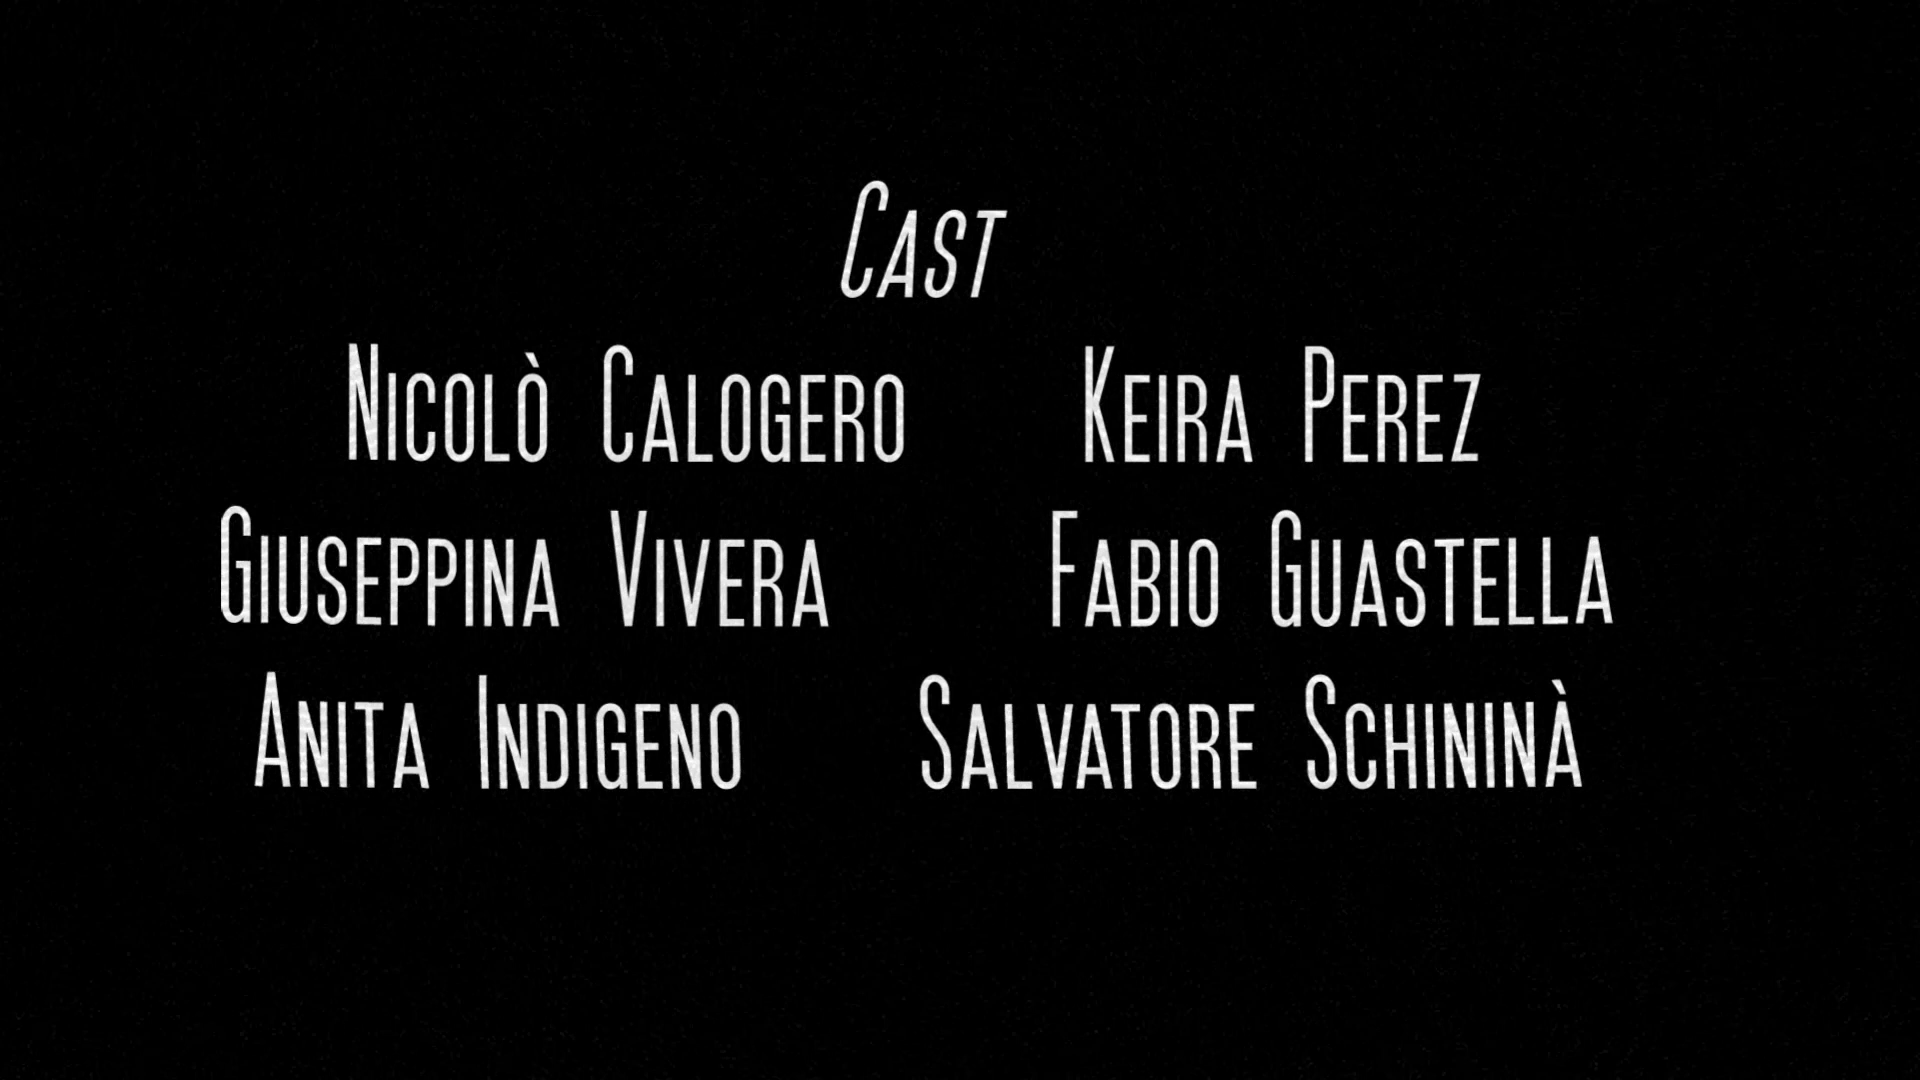 Cast
Nicolò Calogero Keira Perez
Giuseppina Vivera Fabio Guastella
Anita Indigeno Salvatore Schininà